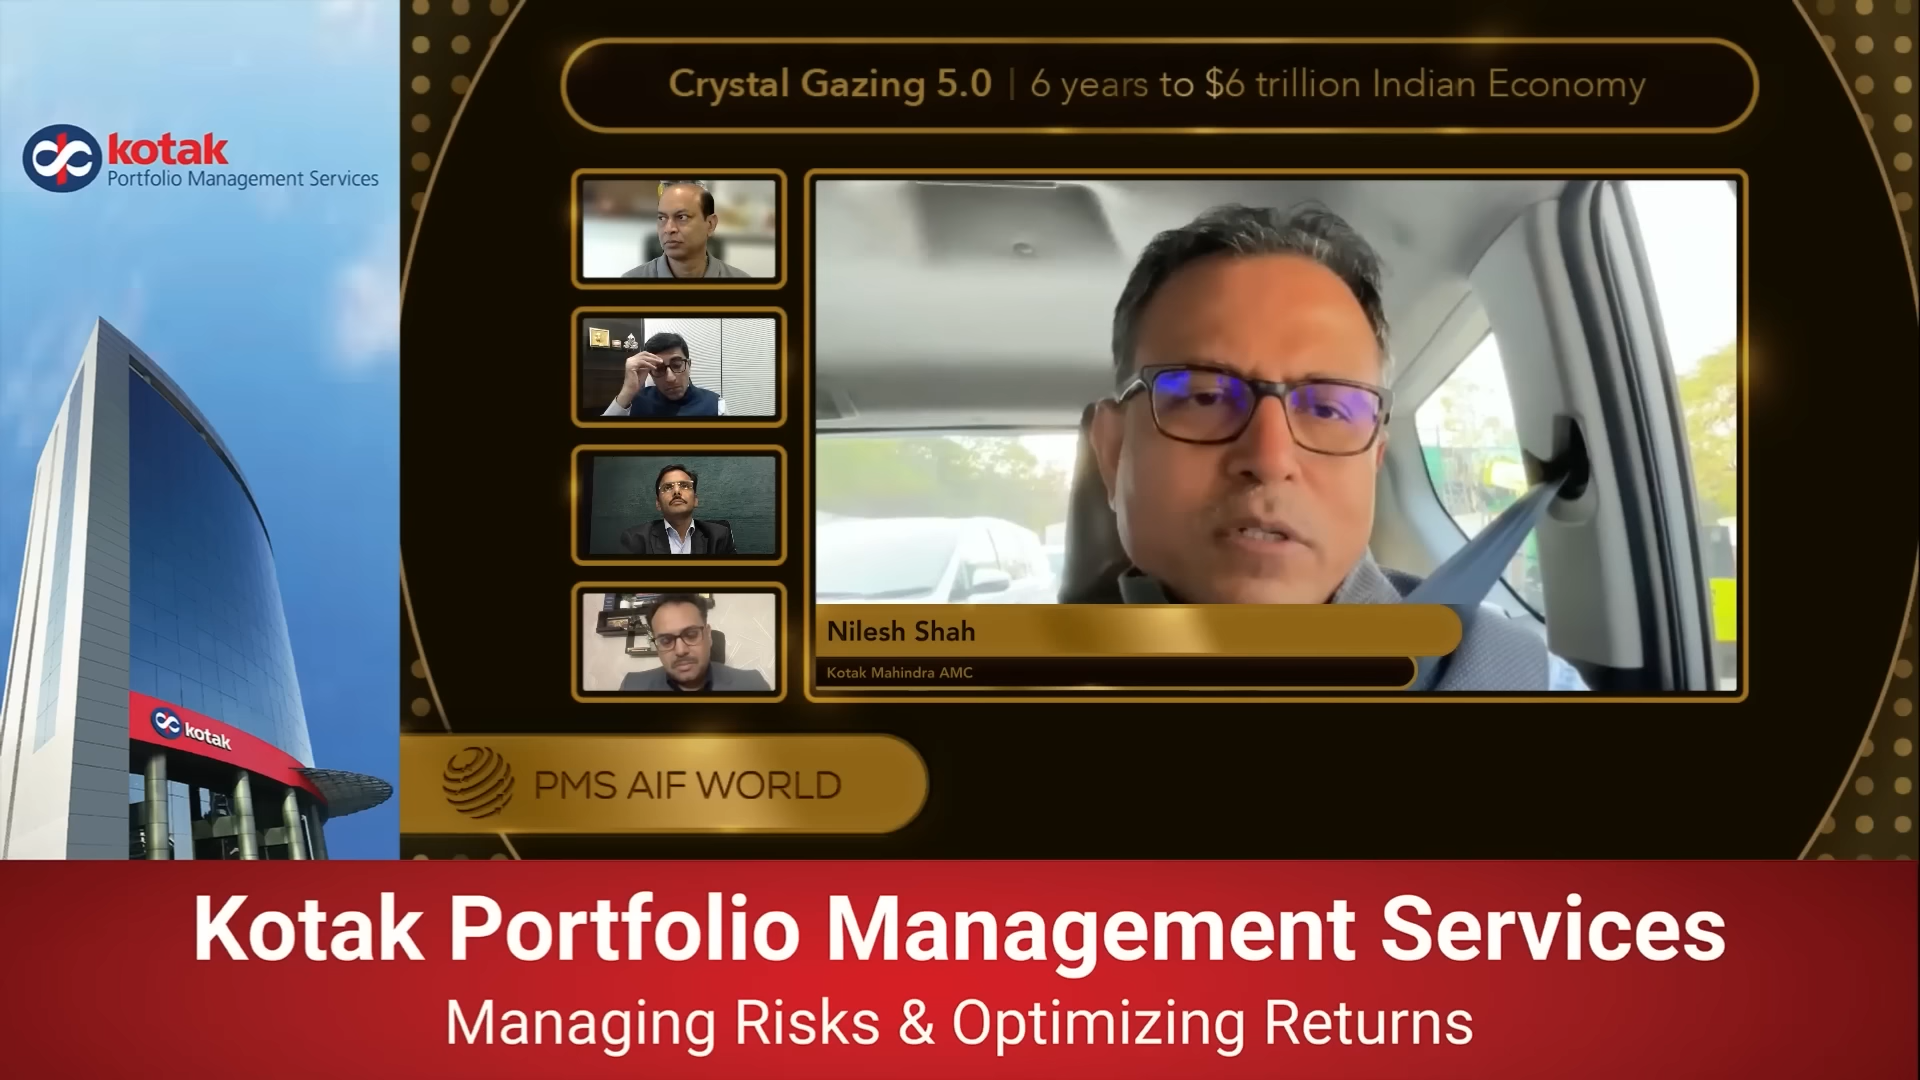 kotak
Portfolio Management Services
kotak
Crystal Gazing 5.0 | 6 years to $6 trillion Indian Economy
Nilesh Shah
Kotak Mahindra AMC
PMS AIF WORLD
Kotak Portfolio Management Services
Managing Risks & Optimizing Returns